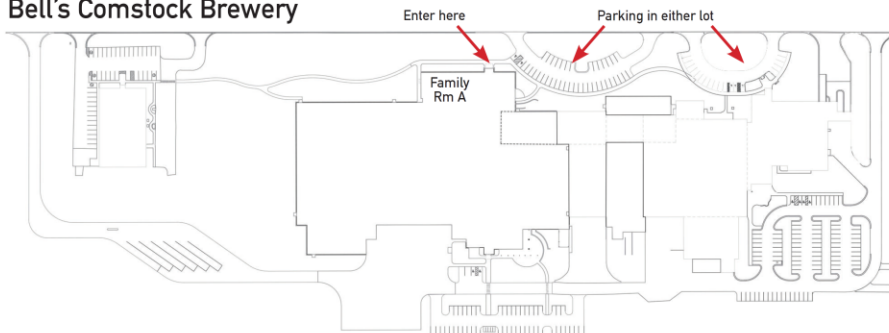 Bell's Comstock Brewery
Enter here
Parking in either lot
Family
Rm A